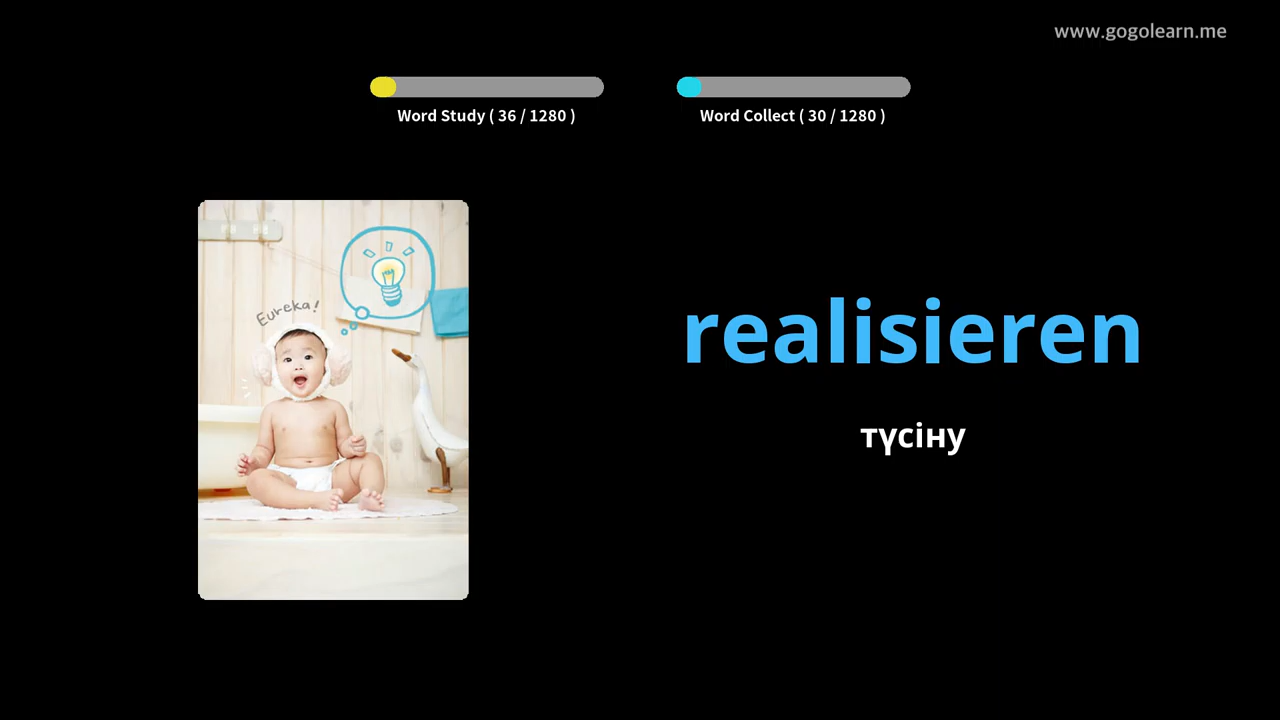 www.gogolearn.me
Word Study ( 36 / 1280 )
Word Collect ( 30 / 1280 )
Eureka!
realisieren
түсіну